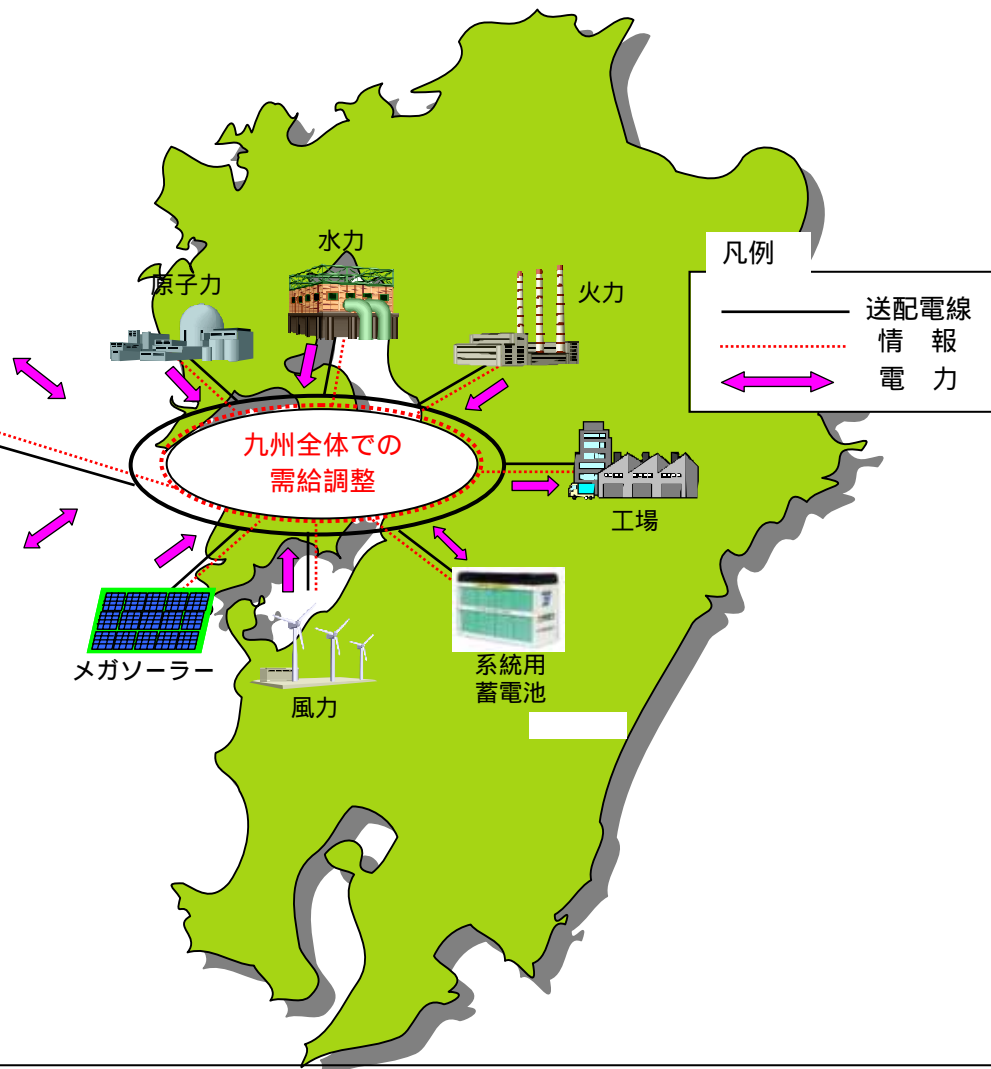 水力
原子力
火力
凡例
送配電線
情　報
電　力
九州全体での
需給調整
工場
メガソーラー
風力
系統用
蓄電池